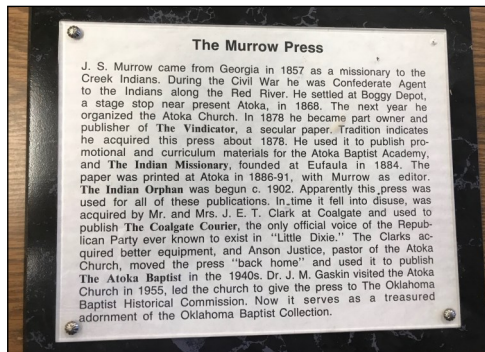 The Murrow Press
J. S. Murrow came from Georgia in 1857 as a missionary to the
Creek Indians. During the Civil War he was Confederate Agent
to the Indians along the Red River. He settled at Boggy Depot,
a stage stop near present Atoka, in 1868. The next year he
organized the Atoka Church. In 1878 he became part owner and
publisher of The Vindicator, a secular paper. Tradition indicates
he acquired this press about 1878. He used it to publish pro-
motional and curriculum materials for the Atoka Baptist Academy,
and The Indian Missionary, founded at Eufaula in 1884. The
paper was printed at Atoka in 1886-91, with Murrow as editor.
The Indian Orphan was begun c. 1902. Apparently this press was
used for all of these publications. In time it fell into disuse, was
acquired by Mr. and Mrs. J. E. T. Clark at Coalgate and used to
publish The Coalgate Courier, the only official voice of the Repub-
lican Party ever known to exist in "Little Dixie." The Clarks ac-
quired better equipment, and Anson Justice, pastor of the Atoka
Church, moved the press "back home" and used it to publish
The Atoka Baptist in the 1940s. Dr. J. M. Gaskin visited the Atoka
Church in 1955, led the church to give the press to The Oklahoma
Baptist Historical Commission. Now it serves as a treasured
adornment of the Oklahoma Baptist Collection.